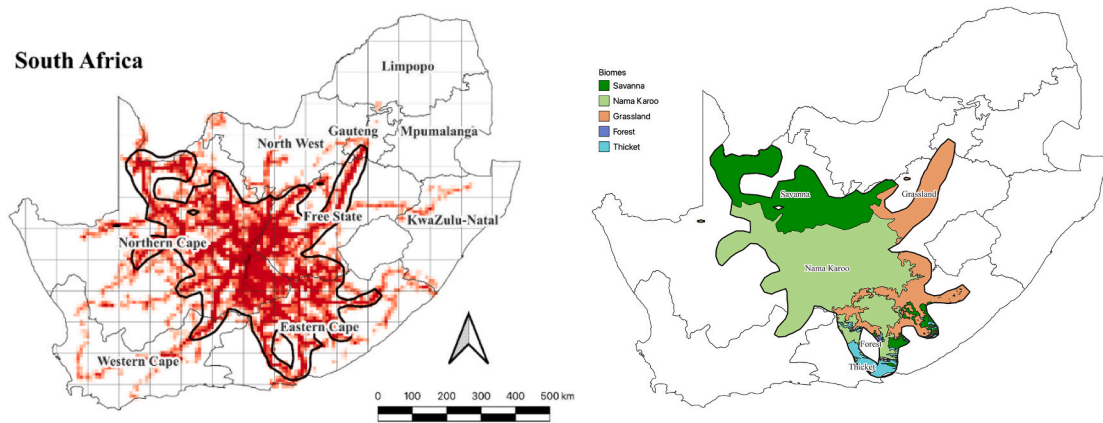 South Africa
Limpopo
Gauteng
Mpumalanga
North West
Free State
KwaZulu-Natal
Northern Cape
Eastern Cape
Western Cape
0 100 200 300 400 500 km
Biomes
Savanna
Nama Karoo
Grassland
Forest
Thicket
Savanna
Grassland
Nama Karoo
Forest
Thicket